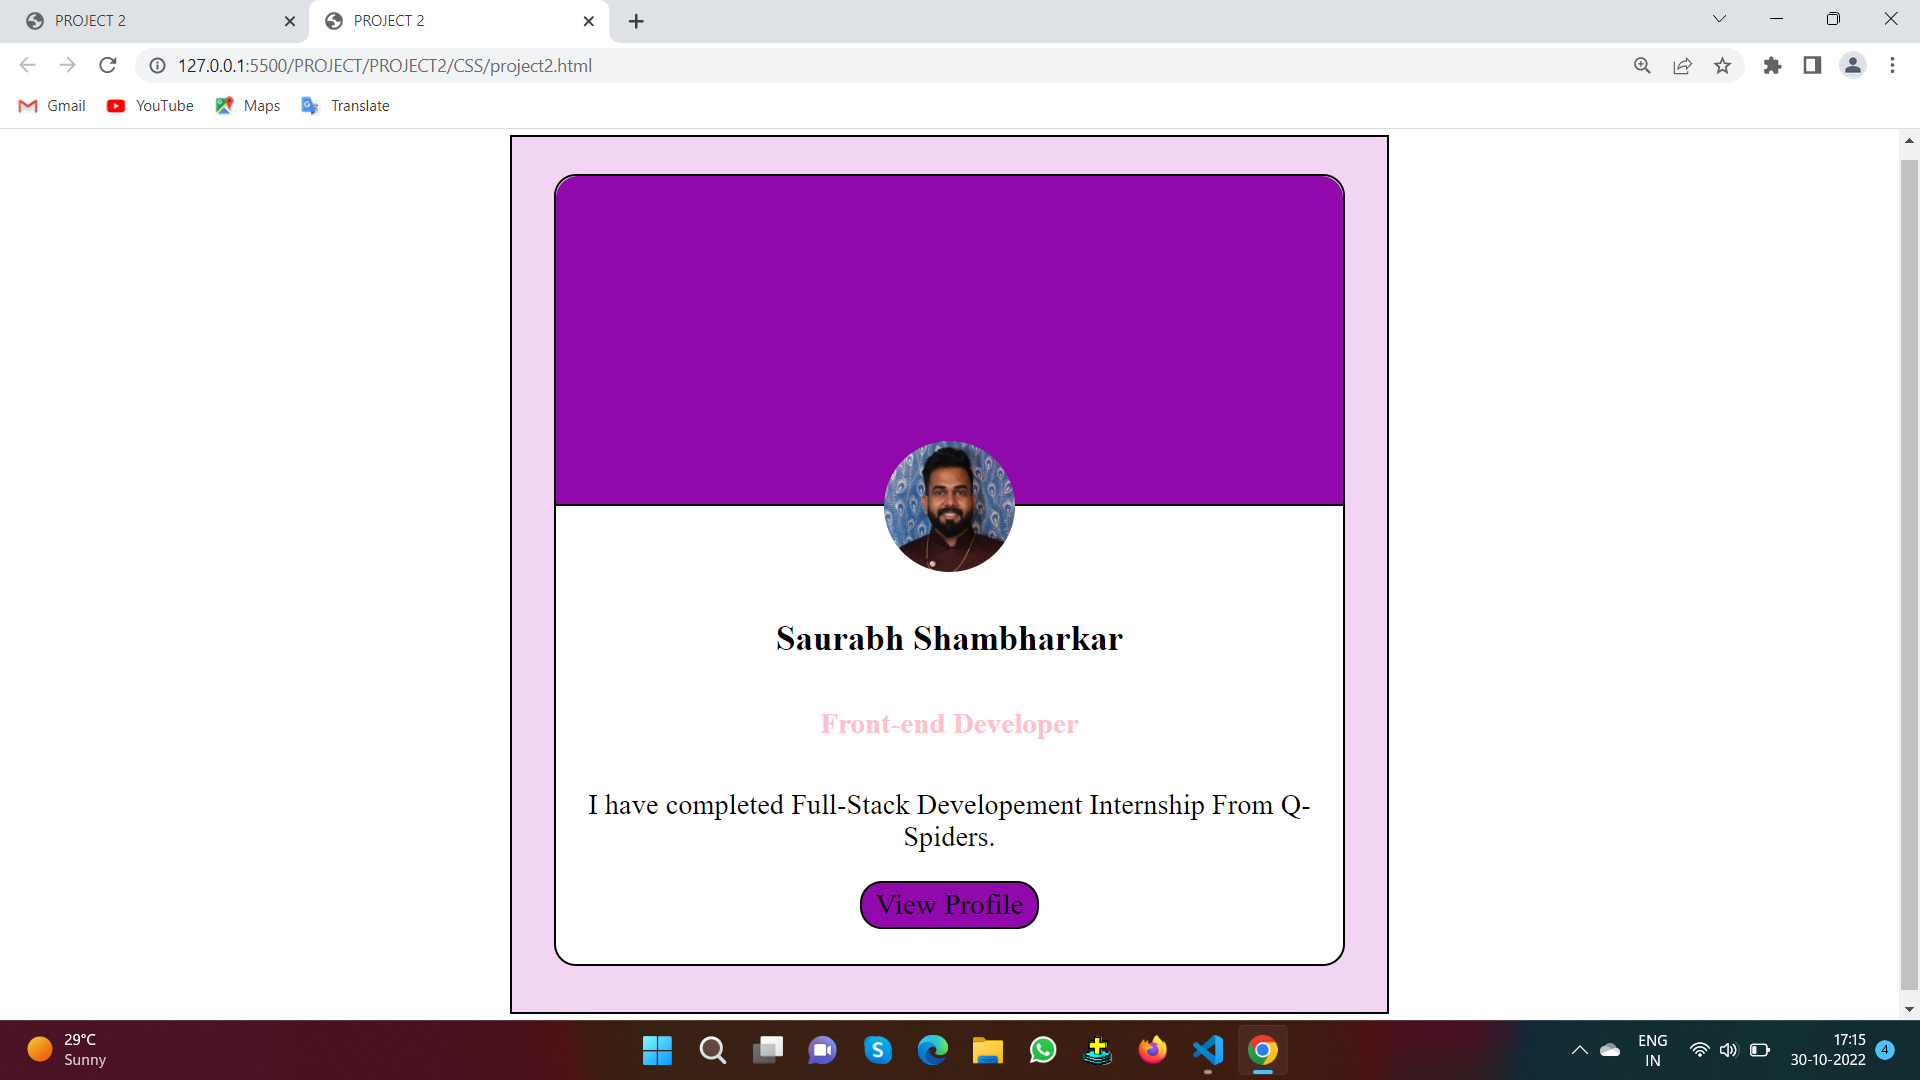 PROJECT 2
PROJECT 2
127.0.0.1:5500/PROJECT/PROJECT2/CSS/project2.html
Gmail YouTube Maps Translate
Saurabh Shambharkar
Front-end Developer
I have completed Full-Stack Developement Internship From Q-
Spiders.
View Profile
29°C
Sunny
ENG
IN
17:15
30-10-2022
4